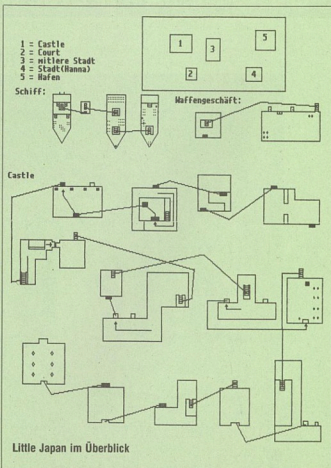 1 = Castle
2 = Court
3 = mitlere Stadt
4 = Stadt(Hanna)
5 = Hafen
1
3
5
2
4
Schiff:
Waffengeschäft:
Castle
Little Japan im Überblick